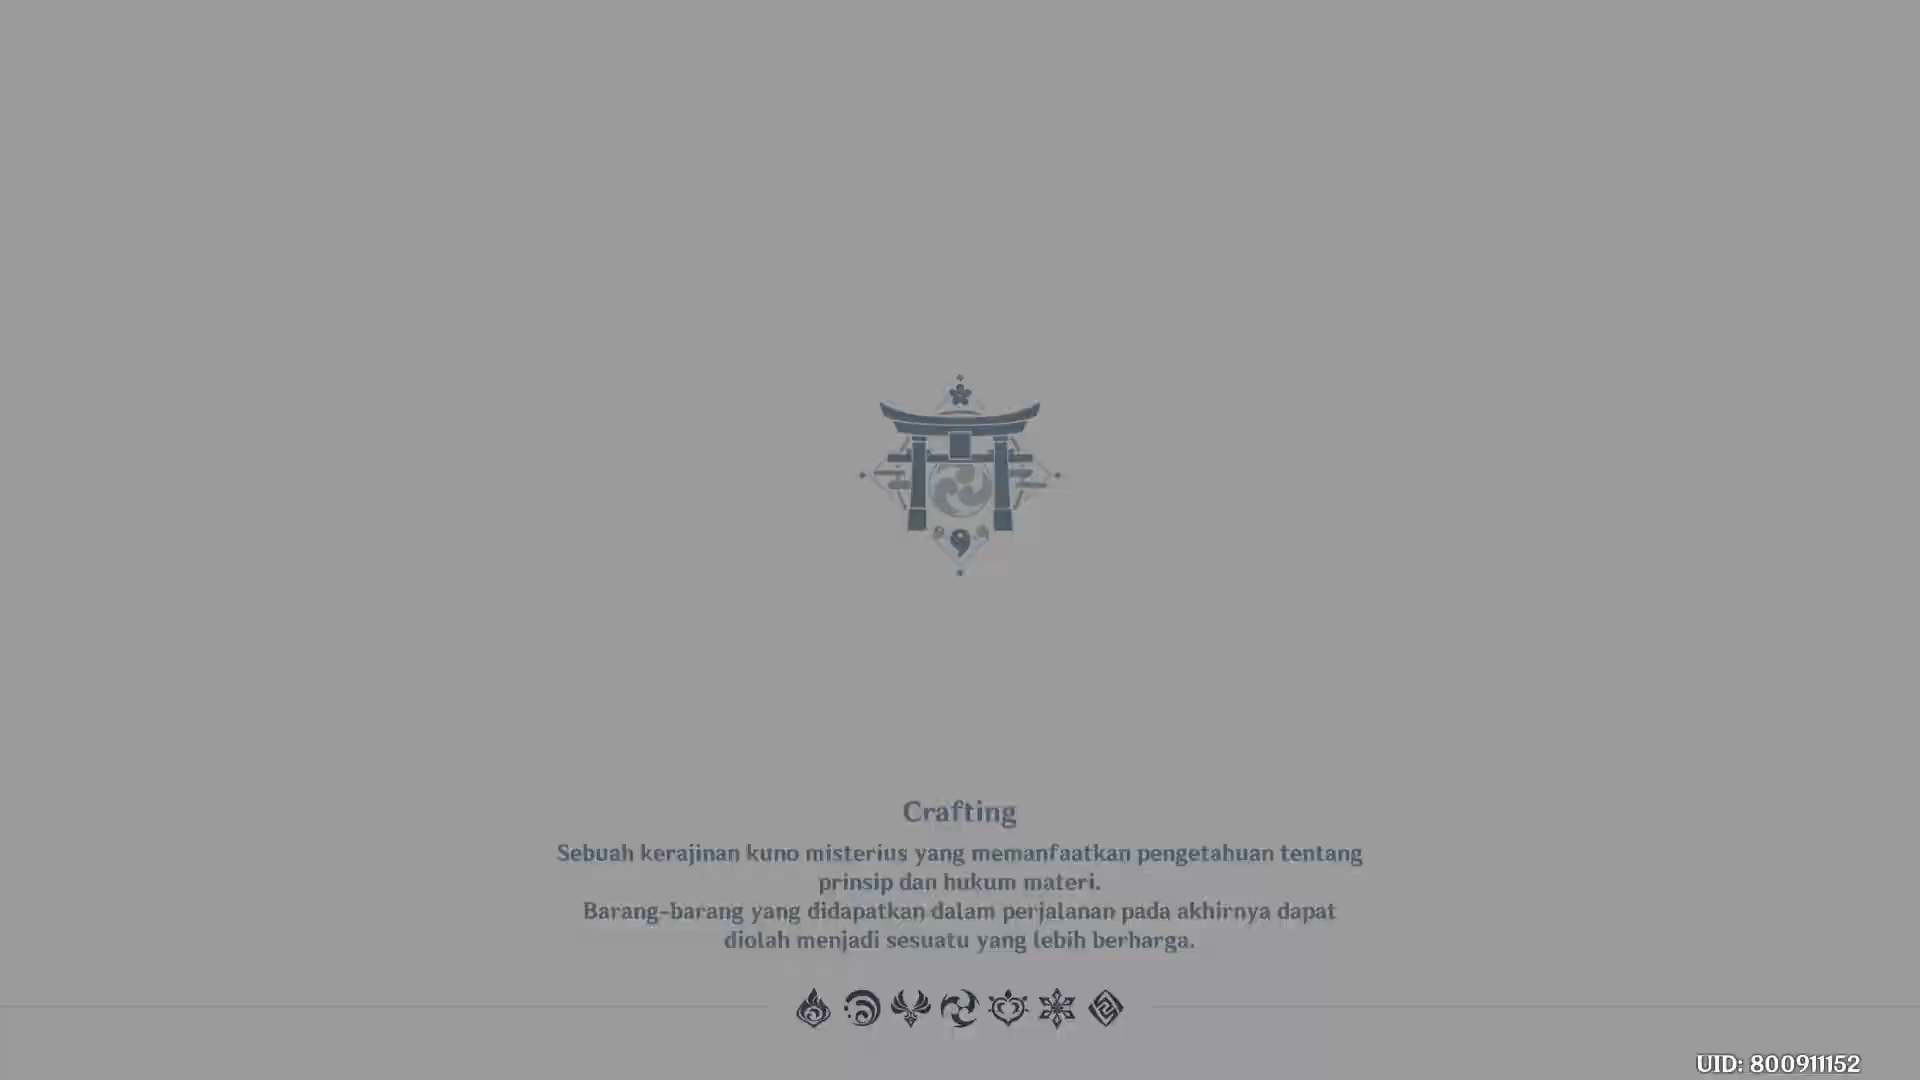 Crafting
Sebuah kerajinan kuno misterius yang memanfaatkan pengetahuan tentang
prinsip dan hukum materi.
Barang-barang yang didapatkan dalam perjalanan pada akhirnya dapat
diolah menjadi sesuatu yang lebih berharga.
UID: 800911152